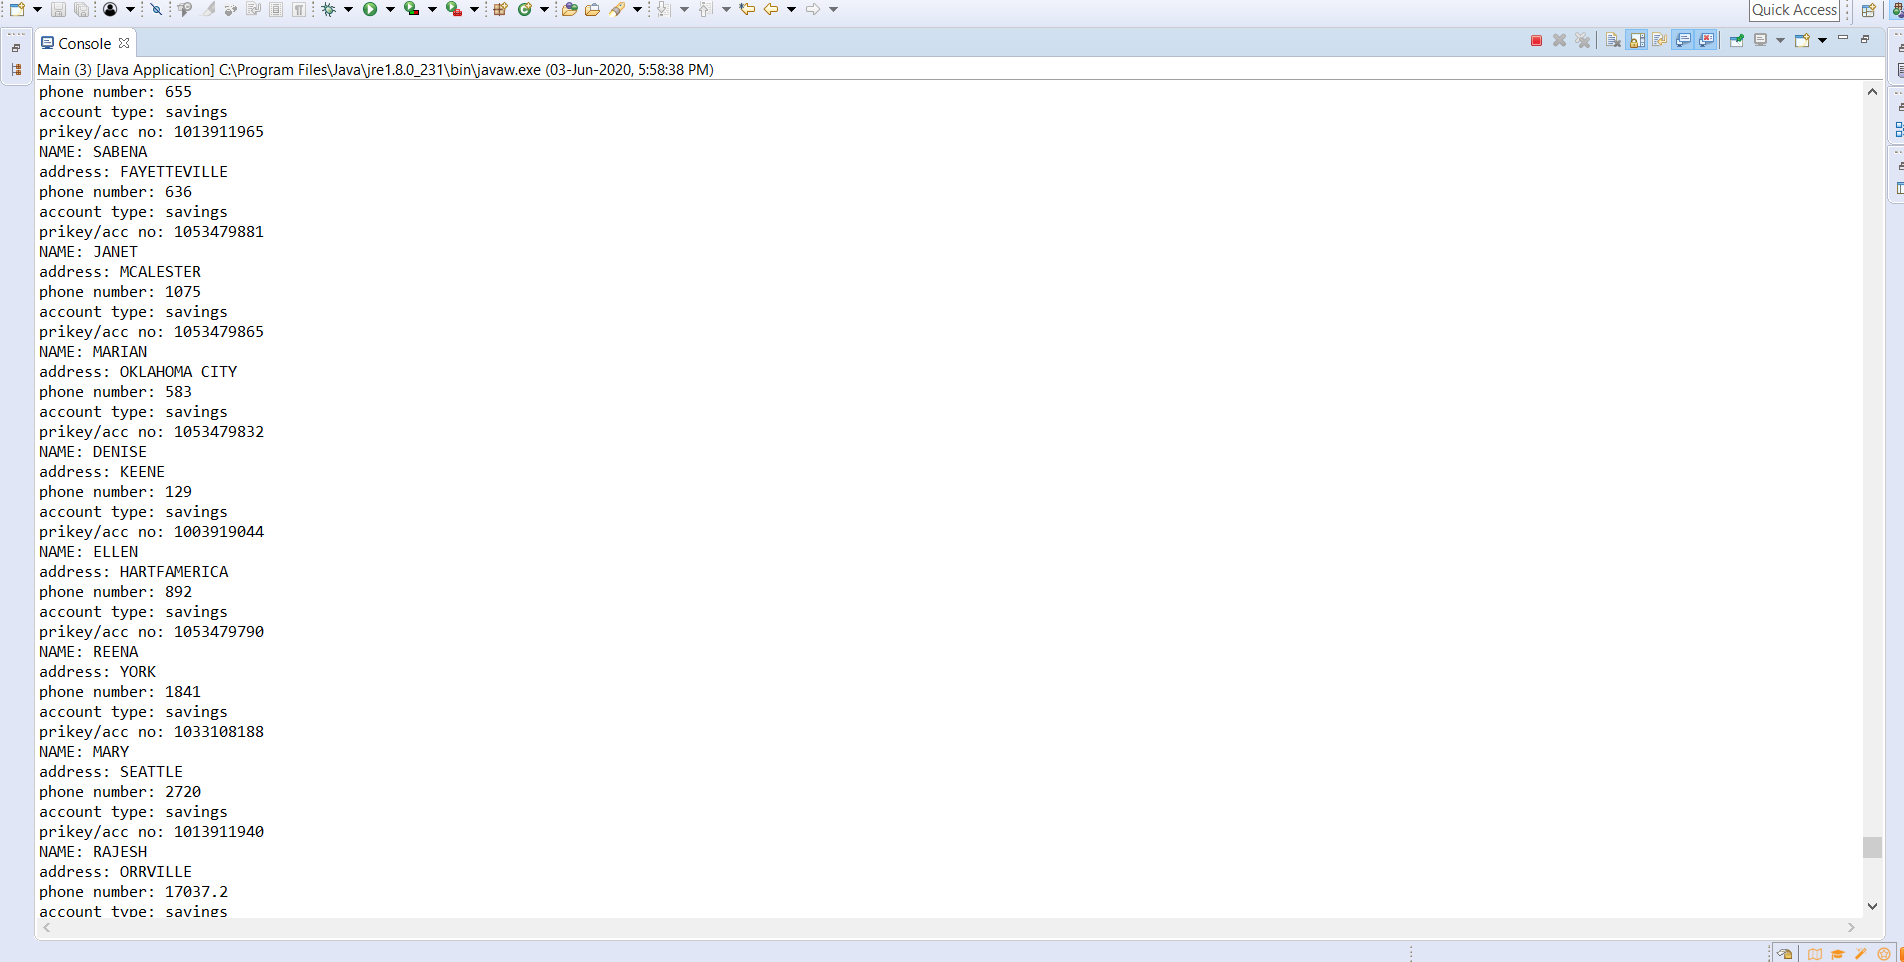 Quick Access
Console
Main (3) [Java Application] C:\Program Files\Java\jre1.8.0_231\bin\javaw.exe (03-Jun-2020, 5:58:38 PM)
phone number: 655
account type: savings
prikey/acc no: 1013911965
NAME: SABENA
address: FAYETTEVILLE
phone number: 636
account type: savings
prikey/acc no: 1053479881
NAME: JANET
address: MCALESTER
phone number: 1075
account type: savings
prikey/acc no: 1053479865
NAME: MARIAN
address: OKLAHOMA CITY
phone number: 583
account type: savings
prikey/acc no: 1053479832
NAME: DENISE
address: KEENE
phone number: 129
account type: savings
prikey/acc no: 1003919044
NAME: ELLEN
address: HARTFAMERICA
phone number: 892
account type: savings
prikey/acc no: 1053479790
NAME: REENA
address: YORK
phone number: 1841
account type: savings
prikey/acc no: 1033108188
NAME: MARY
address: SEATTLE
phone number: 2720
account type: savings
prikey/acc no: 1013911940
NAME: RAJESH
address: ORRVILLE
phone number: 17037.2
account type: savings